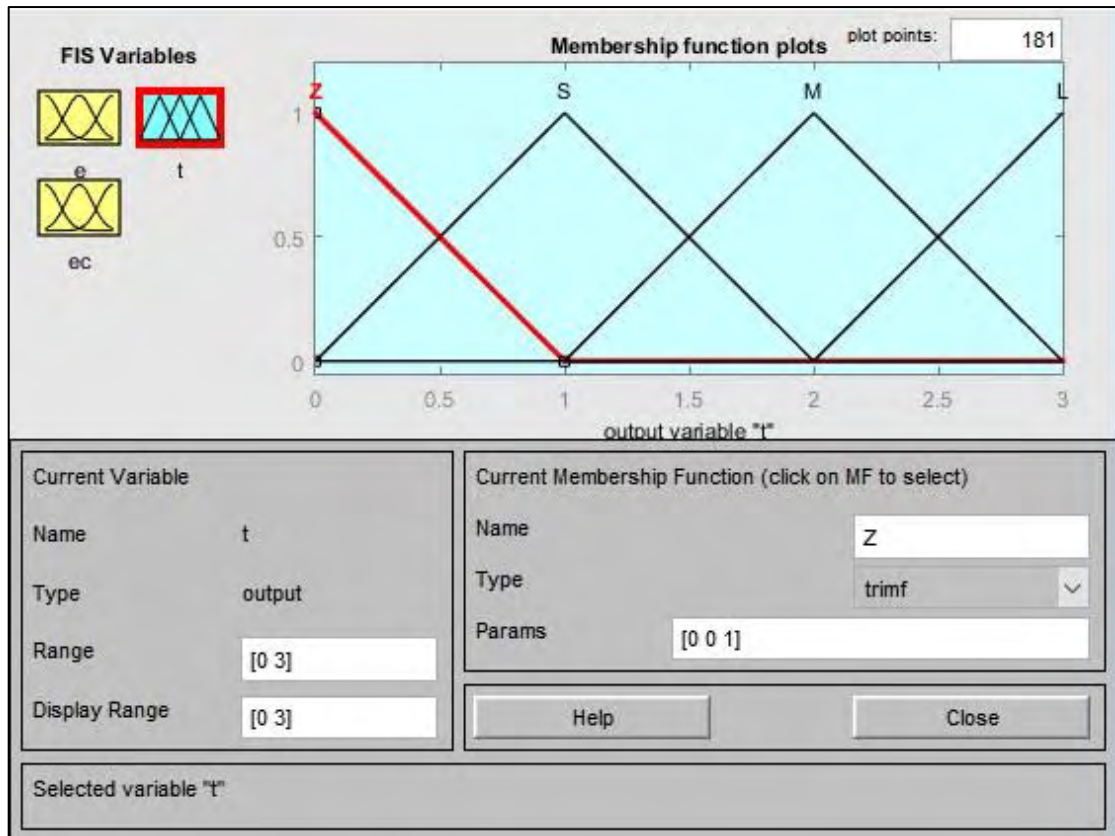 FIS Variables
e
t
ec
Membership function plots
plot points:
181
Z
S
M
L
1
0.5
0
0
0.5
1
1.5
2
2.5
3
output variable "t"
Current Variable
Name
t
Type
output
Range
[0 3]
Display Range
[0 3]
Current Membership Function (click on MF to select)
Name
Z
Type
trimf
Params
[0 0 1]
Help
Close
Selected variable "t"